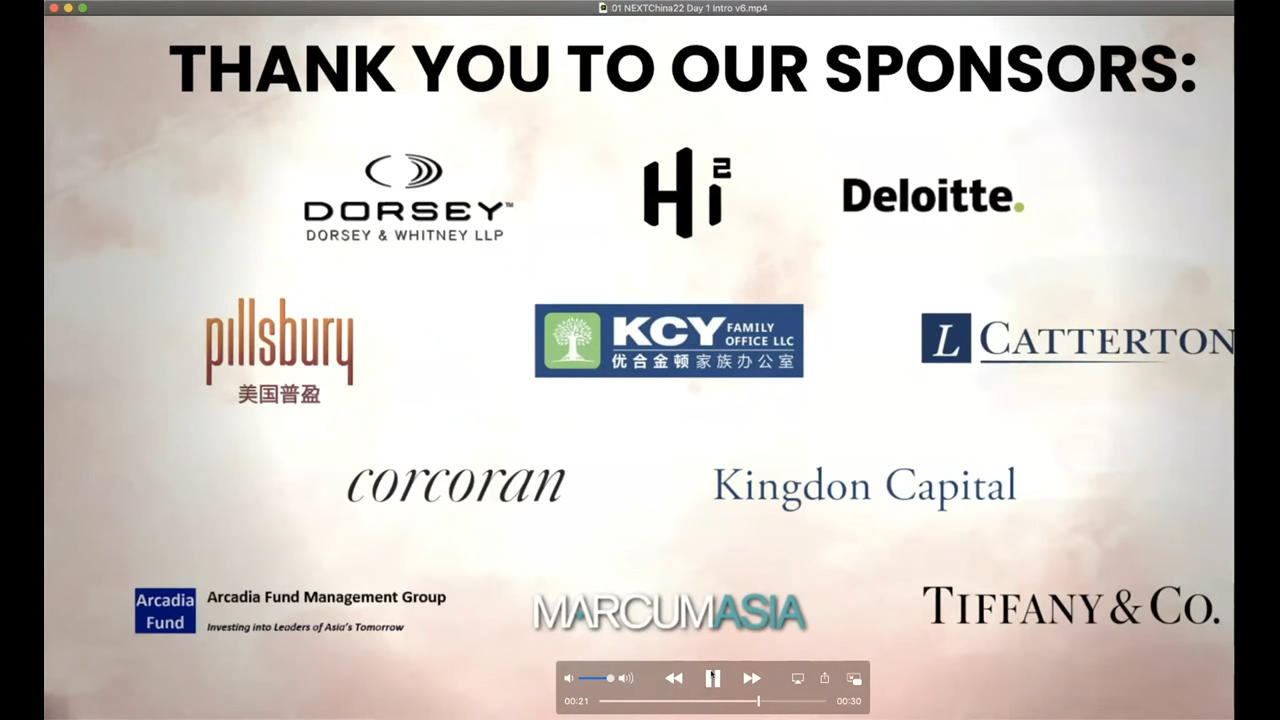 01 NEXTChina22 Day 1 Intro v6.mp4
THANK YOU TO OUR SPONSORS:
DORSEY™
DORSEY & WHITNEY LLP
Hi²
Deloitte.
pillsbury
美国普盈
KCY FAMILY
OFFICE LLC
优合金顿家族办公室
L CATTERTON
corcoran
Kingdon Capital
Arcadia
Fund
Arcadia Fund Management Group
Investing into Leaders of Asia's Tomorrow
MARCUMASIA
TIFFANY & CO.
00:21
00:30